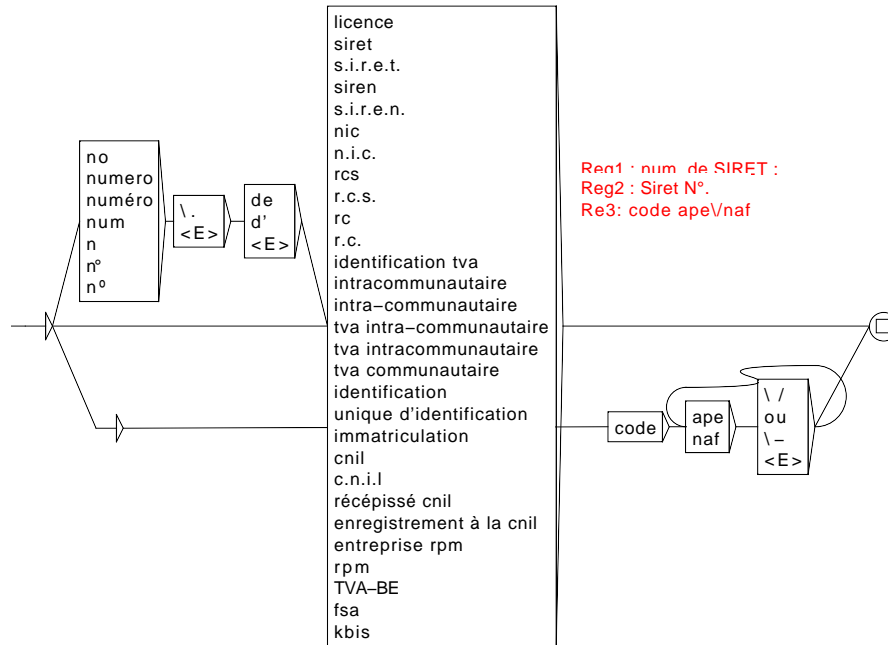 no
numero
numéro
num
n
n°
nº
\.
<E>
de
d'
<E>
licence
siret
s.i.r.e.t.
siren
s.i.r.e.n.
nic
n.i.c.
rcs
r.c.s.
rc
r.c.
identification tva
intracommunautaire
intra–communautaire
tva intra–communautaire
tva intracommunautaire
tva communautaire
identification
unique d'identification
immatriculation
cnil
c.n.i.l
récépissé cnil
enregistrement à la cnil
entreprise rpm
rpm
TVA–BE
fsa
kbis
Reg1 : num. de SIRET :
Reg2 : Siret N°.
Re3: code ape\/naf
code
ape
naf
\/
ou
\–
<E>